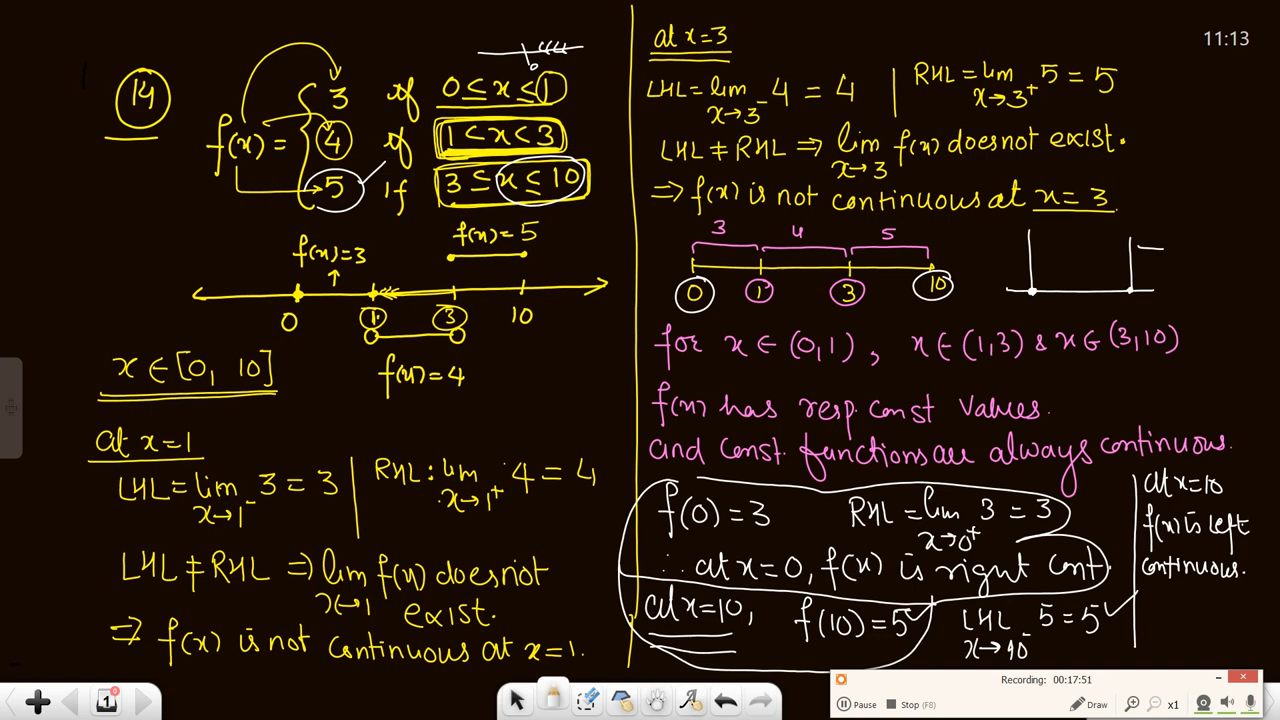 14
f(x) = { 3 if 0 ≤ x ≤ 1
4 if 1 < x < 3
5 if 3 ≤ x ≤ 10
f(x) = 5
f(x)=3
0 1 3 10
f(x) = 4
x ∈ [0, 10]
at x=1
LHL = lim x→1⁻ 3 = 3 | RHL: lim x→1⁺ 4 = 4
LHL ≠ RHL ⇒ lim x→1 f(x) does not
exist.
⇒ f(x) is not continuous at x=1.
at x=3
LHL = lim x→3⁻ 4 = 4 | RHL = lim x→3⁺ 5 = 5
LHL ≠ RHL ⇒ lim x→3 f(x) does not exist.
⇒ f(x) is not continuous at x = 3.
3 4 5
0 1 3 10
for x ∈ (0,1), x ∈ (1,3) & x ∈ (3,10)
f(x) has resp. const values.
and const. functions are always continuous.
f(0) = 3 RHL = lim x→0⁺ 3 = 3
∴ at x=0, f(x) is right cont.
at x=10, f(10) = 5 LHL x→10⁻ 5 = 5
at x=10
f(x) is left
continuous.
11:13
1 0
Recording: 00:17:51
Pause Stop (F8) Draw x1